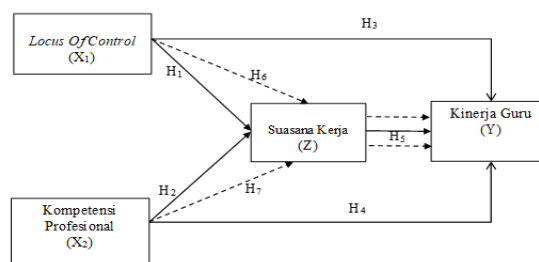 Locus Of Control
(X₁)
H₃
H₁
H₆
Suasana Kerja
(Z)
H₅
Kinerja Guru
(Y)
H₂
H₇
Kompetensi
Profesional
(X₂)
H₄